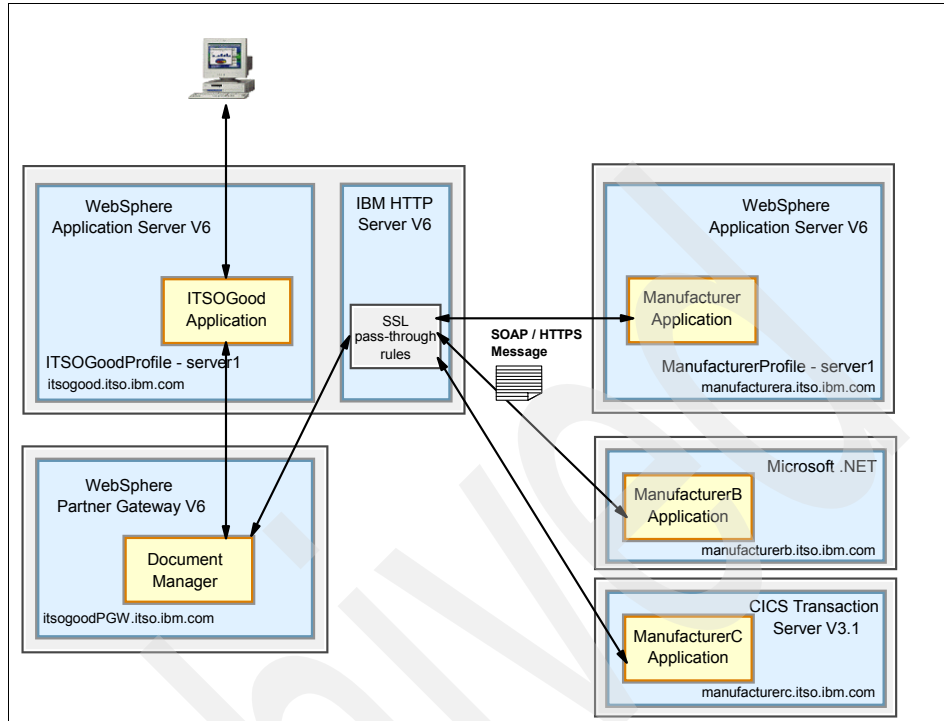 WebSphere
Application Server V6
ITSOGood
Application
ITSOGoodProfile - server1
itsogood.itso.ibm.com
IBM HTTP
Server V6
SSL
pass-through
rules
SOAP / HTTPS
Message
WebSphere
Application Server V6
Manufacturer
Application
ManufacturerProfile - server1
manufacturera.itso.ibm.com
WebSphere
Partner Gateway V6
Document
Manager
itsogoodPGW.itso.ibm.com
Microsoft .NET
ManufacturerB
Application
manufacturerb.itso.ibm.com
CICS Transaction
Server V3.1
ManufacturerC
Application
manufacturerc.itso.ibm.com